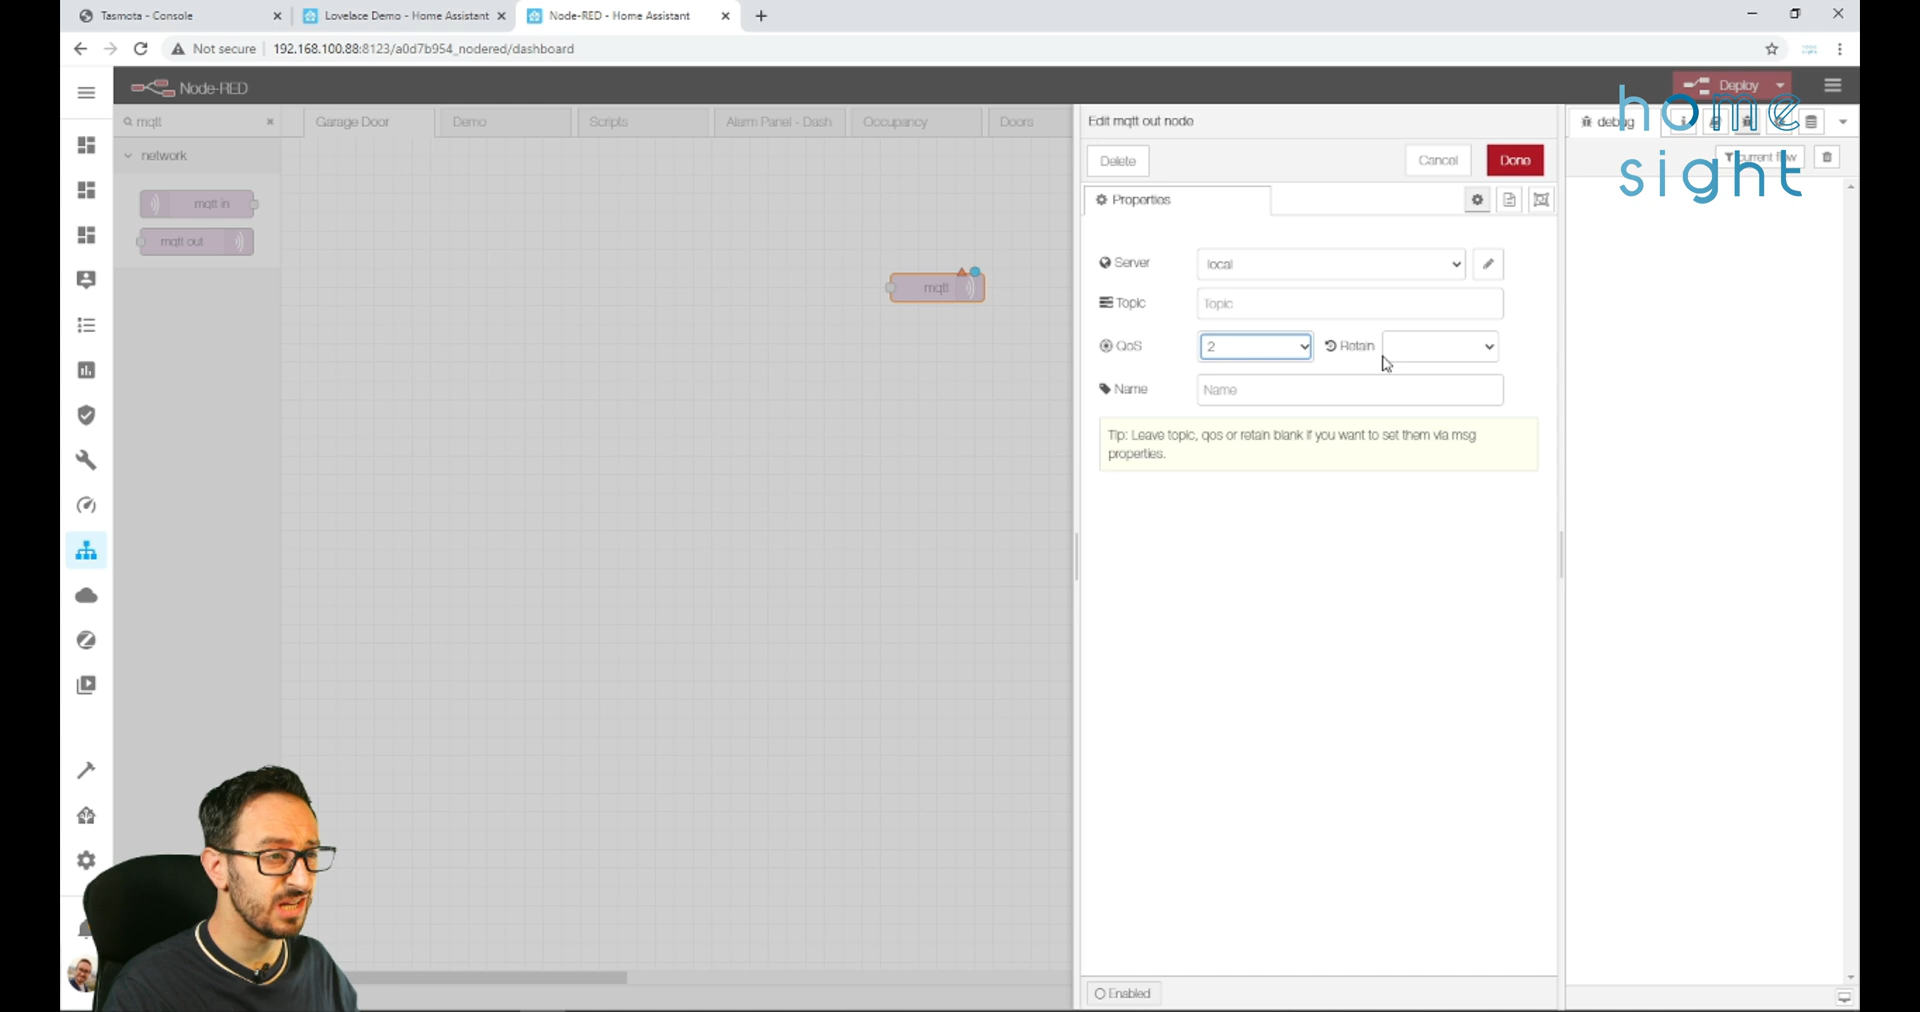 Tasmota - Console
Lovelace Demo - Home Assistant
Node-RED - Home Assistant
Not secure
192.168.100.88:8123/a0d7b954_nodered/dashboard
Node-RED
Deploy
home
sight
mqtt
Garage Door
Demo
Scripts
Alarm Panel - Dash
Occupancy
Doors
Edit mqtt out node
debug
i
network
Delete
Cancel
Done
current flow
mqtt in
Properties
mqtt out
Server
local
mqtt
Topic
Topic
QoS
2
Retain
Name
Name
Tip: Leave topic, qos or retain blank if you want to set them via msg
properties.
Enabled